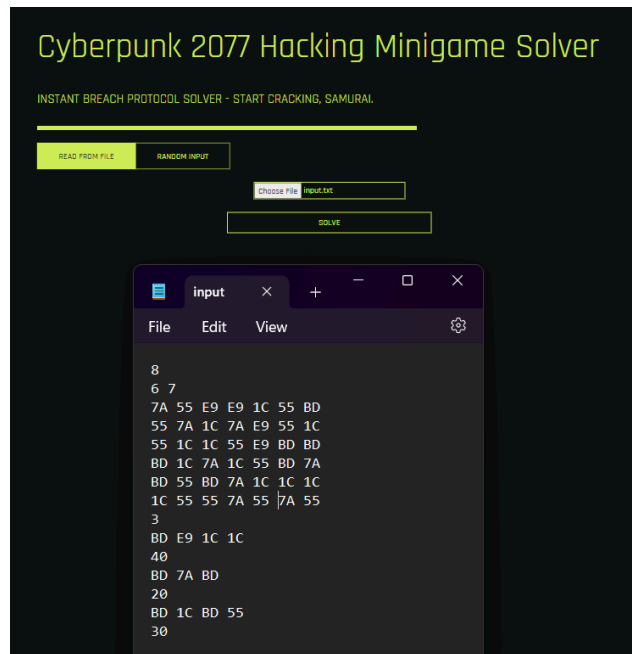 Cyberpunk 2077 Hacking Minigame Solver
INSTANT BREACH PROTOCOL SOLVER - START CRACKING, SAMURAI.
READ FROM FILE RANDOM INPUT
Choose File input.txt
SOLVE
input
File Edit View
8
6 7
7A 55 E9 E9 1C 55 BD
55 7A 1C 7A E9 55 1C
55 1C 1C 55 E9 BD BD
BD 1C 7A 1C 55 BD 7A
BD 55 BD 7A 1C 1C 1C
1C 55 55 7A 55 7A 55
3
BD E9 1C 1C
40
BD 7A BD
20
BD 1C BD 55
30